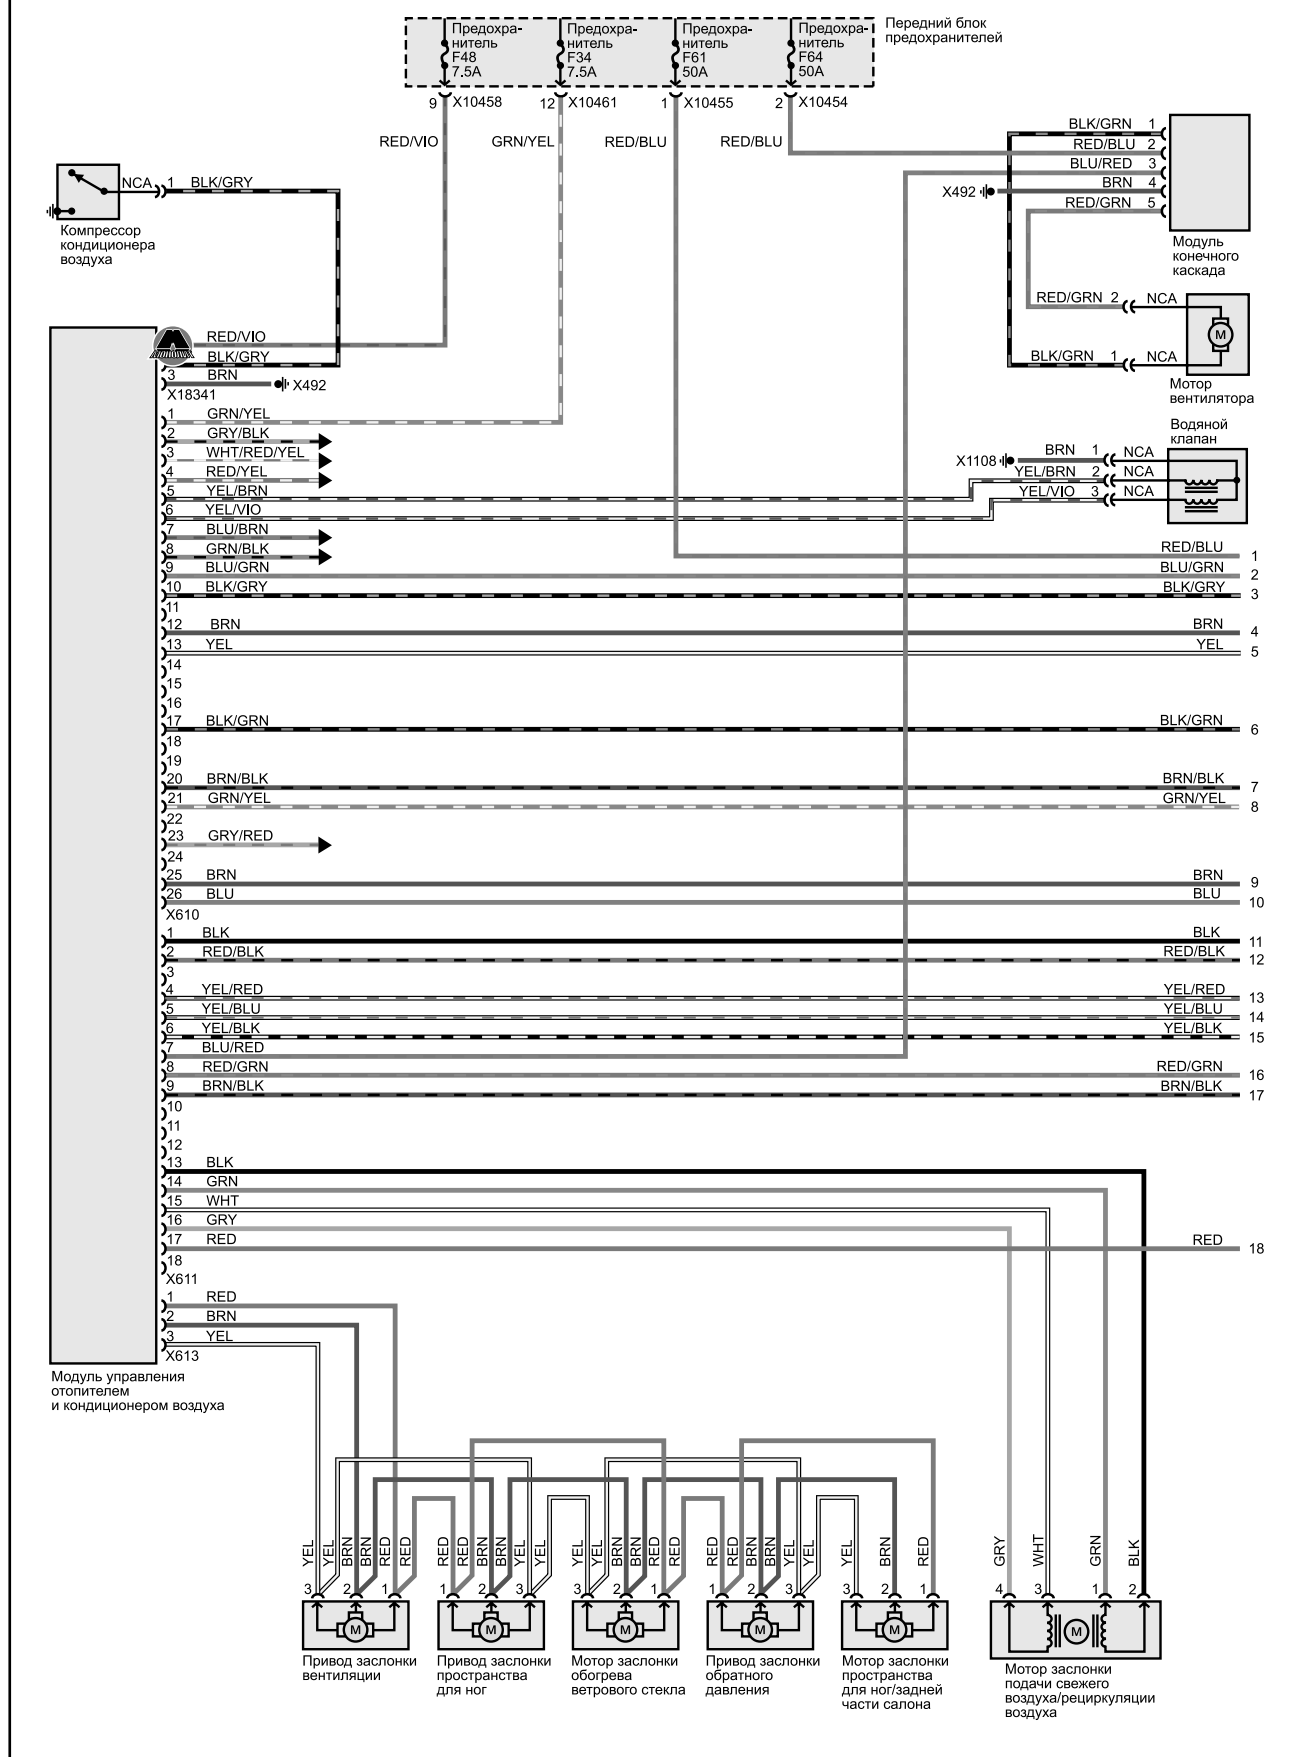 Предохра-
нитель
F48
7.5A
Предохра-
нитель
F34
7.5A
Предохра-
нитель
F61
50A
Предохра-
нитель
F64
50A
Передний блок
предохранителей
9 X10458
12 X10461
1 X10455
2 X10454
RED/VIO
GRN/YEL
RED/BLU
RED/BLU
BLK/GRN 1
RED/BLU 2
BLU/RED 3
X492 BRN 4
RED/GRN 5
Модуль
конечного
каскада
NCA 1 BLK/GRY
Компрессор
кондиционера
воздуха
RED/GRN 2 NCA
M
BLK/GRN 1 NCA
Мотор
вентилятора
Водяной
клапан
X1108 BRN 1 NCA
YEL/BRN 2 NCA
YEL/VIO 3 NCA
RED/VIO
BLK/GRY
3 BRN X492
X18341
1 GRN/YEL
2 GRY/BLK
3 WHT/RED/YEL
4 RED/YEL
5 YEL/BRN
6 YEL/VIO
7 BLU/BRN
8 GRN/BLK RED/BLU 1
9 BLU/GRN BLU/GRN 2
10 BLK/GRY BLK/GRY 3
11
12 BRN BRN 4
13 YEL YEL 5
14
15
16
17 BLK/GRN BLK/GRN 6
18
19
20 BRN/BLK BRN/BLK 7
21 GRN/YEL GRN/YEL 8
22
23 GRY/RED
24
25 BRN BRN 9
26 BLU BLU 10
X610
1 BLK BLK 11
2 RED/BLK RED/BLK 12
3
4 YEL/RED YEL/RED 13
5 YEL/BLU YEL/BLU 14
6 YEL/BLK YEL/BLK 15
7 BLU/RED
8 RED/GRN RED/GRN 16
9 BRN/BLK BRN/BLK 17
10
11
12
13 BLK
14 GRN
15 WHT
16 GRY
17 RED RED 18
18
X611
1 RED
2 BRN
3 YEL
X613
Модуль управления
отопителем
и кондиционером воздуха
YEL YEL BRN BRN RED RED
3 2 1
M
Привод заслонки
вентиляции
RED RED BRN BRN YEL YEL
1 2 3
M
Привод заслонки
пространства
для ног
YEL YEL BRN BRN RED RED
3 2 1
M
Мотор заслонки
обогрева
ветрового стекла
RED RED BRN BRN YEL YEL
1 2 3
M
Привод заслонки
обратного
давления
YEL BRN RED
3 2 1
M
Мотор заслонки
пространства
для ног/задней
части салона
GRY WHT GRN BLK
4 3 1 2
M
Мотор заслонки
подачи свежего
воздуха/рециркуляции
воздуха